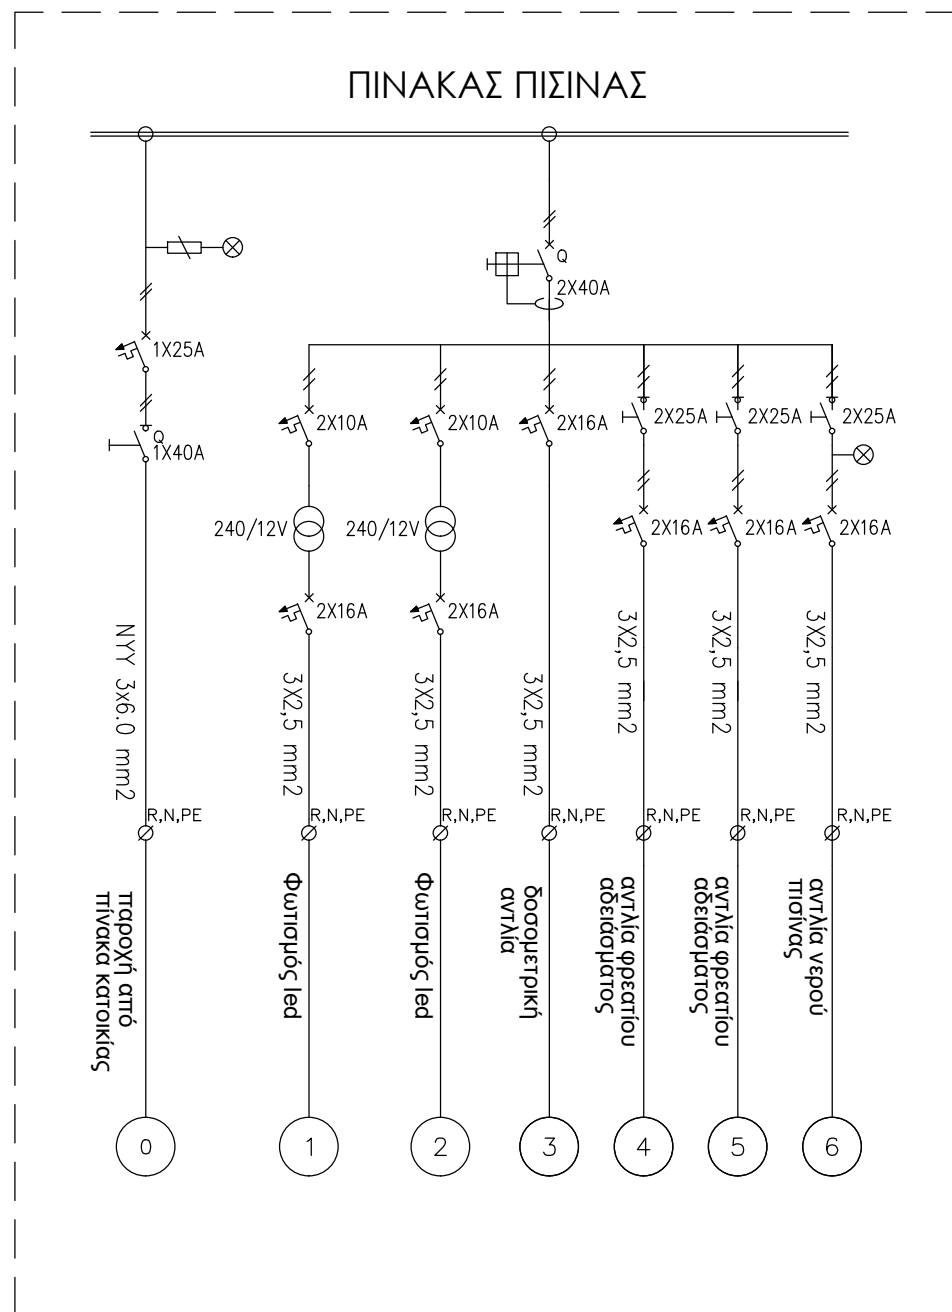 ΠΙΝΑΚΑΣ ΠΙΣΙΝΑΣ
Q
2X40A
1X25A
Q
1X40A
2X10A
2X10A
2X16A
2X25A
2X25A
2X25A
240/12V
240/12V
2X16A
2X16A
2X16A
2X16A
2X16A
NYY 3x6.0 mm2
3X2,5 mm2
3X2,5 mm2
3X2,5 mm2
3X2,5 mm2
3X2,5 mm2
3X2,5 mm2
R,N,PE
R,N,PE
R,N,PE
R,N,PE
R,N,PE
R,N,PE
R,N,PE
παροχή από
πίνακα κατοικίας
Φωτισμός led
Φωτισμός led
δοσομετρική
αντλία
αντλία φρεατίου
αδειάσματος
αντλία φρεατίου
αδειάσματος
αντλία νερού
πισίνας
0
1
2
3
4
5
6